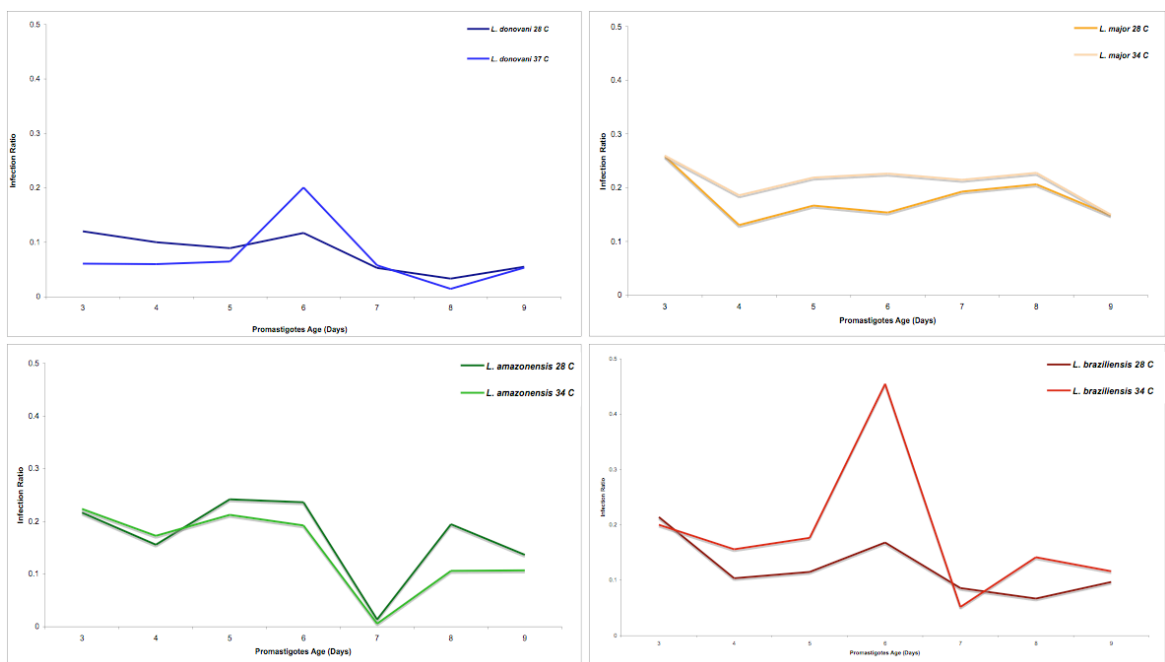 L. donovani 28 C
L. donovani 37 C
0.5
0.4
0.3
0.2
0.1
0
Infection Ratio
3 4 5 6 7 8 9
Promastigotes Age (Days)
L. major 28 C
L. major 34 C
0.5
0.4
0.3
0.2
0.1
0
Infection Ratio
3 4 5 6 7 8 9
Promastigotes Age (Days)
L. amazonensis 28 C
L. amazonensis 34 C
0.5
0.4
0.3
0.2
0.1
0
Infection Ratio
3 4 5 6 7 8 9
Promastigotes Age (Days)
L. braziliensis 28 C
L. braziliensis 34 C
0.5
0.4
0.3
0.2
0.1
0
Infection Ratio
3 4 5 6 7 8 9
Promastigotes Age (Days)